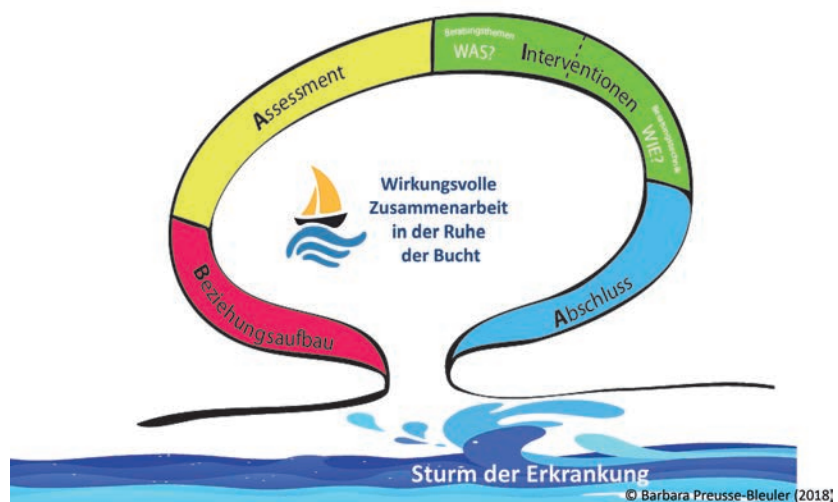 Beziehungsaufbau
Assessment
Beratungsthemen
WAS?
Interventionen
Beratungstechnik
WIE?
Abschluss
Wirkungsvolle
Zusammenarbeit
in der Ruhe
der Bucht
Sturm der Erkrankung
© Barbara Preusse-Bleuler (2018)